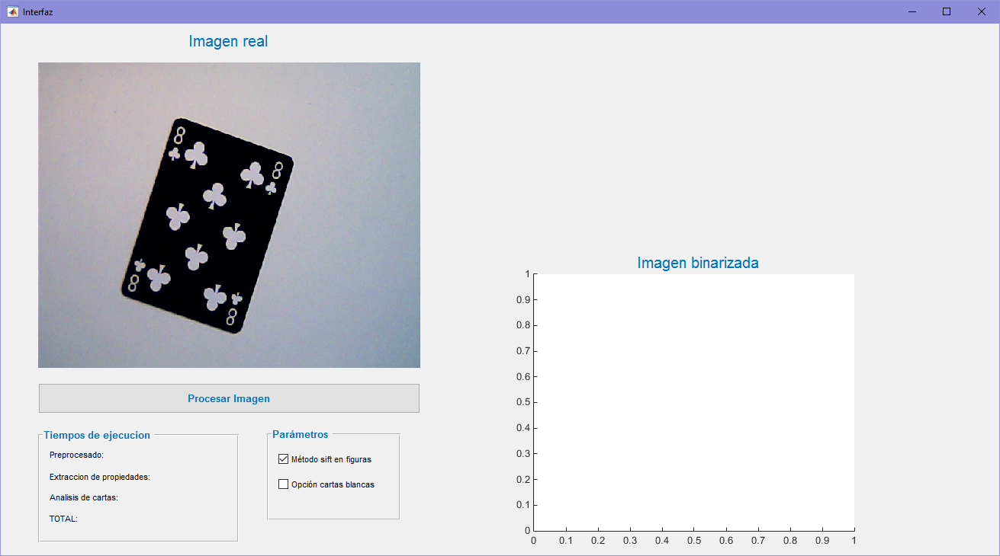 Interfaz
Imagen real
8
8
8
8
Procesar Imagen
Tiempos de ejecucion
Preprocesado:
Extraccion de propiedades:
Analisis de cartas:
TOTAL:
Parámetros
Método sift en figuras
Opción cartas blancas
Imagen binarizada
1
0.9
0.8
0.7
0.6
0.5
0.4
0.3
0.2
0.1
0
0 0.1 0.2 0.3 0.4 0.5 0.6 0.7 0.8 0.9 1